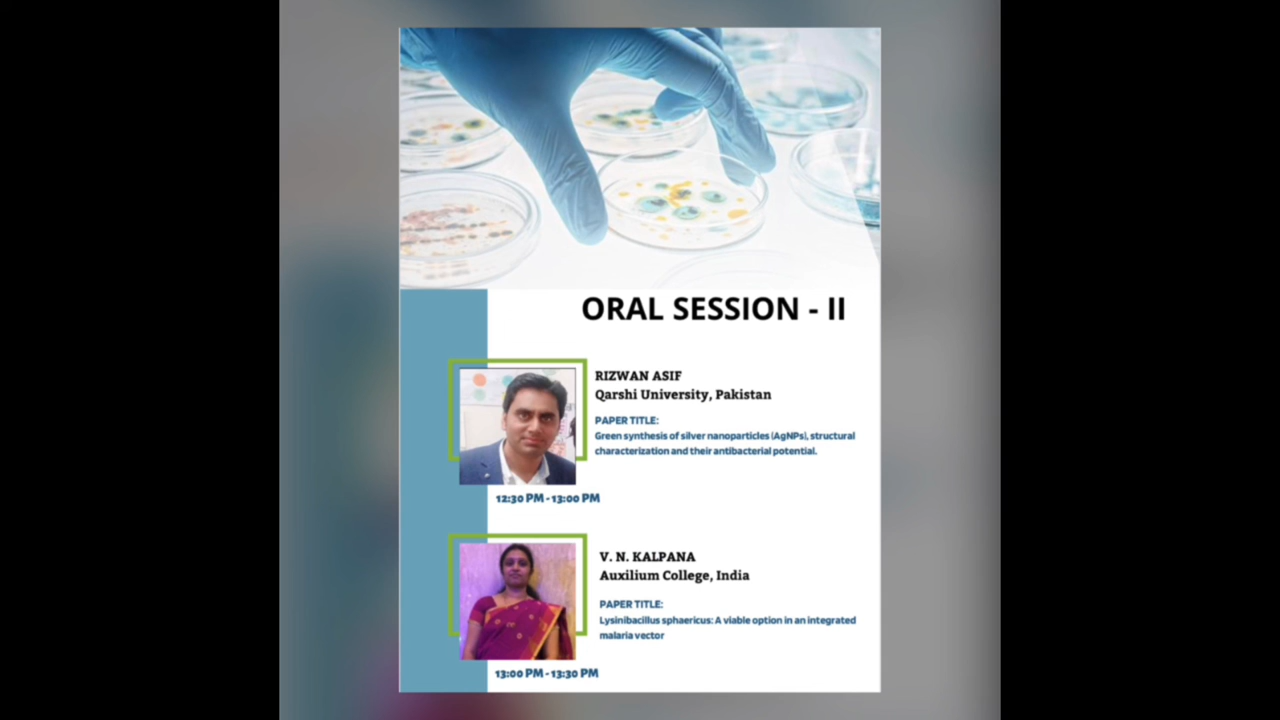 ORAL SESSION - II
RIZWAN ASIF
Qarshi University, Pakistan
PAPER TITLE:
Green synthesis of silver nanoparticles (AgNPs), structural
characterization and their antibacterial potential.
12:30 PM - 13:00 PM
V. N. KALPANA
Auxilium College, India
PAPER TITLE:
Lysinibacillus sphaericus: A viable option in an integrated
malaria vector
13:00 PM - 13:30 PM